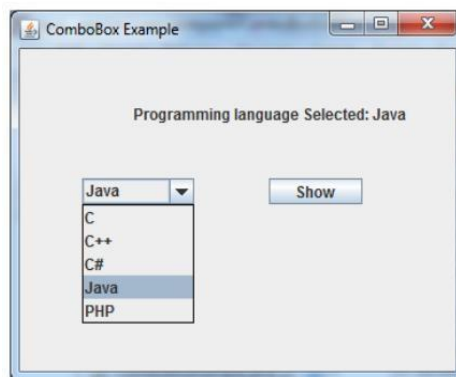 ComboBox Example
Programming language Selected: Java
Java
Show
C
C++
C#
Java
PHP